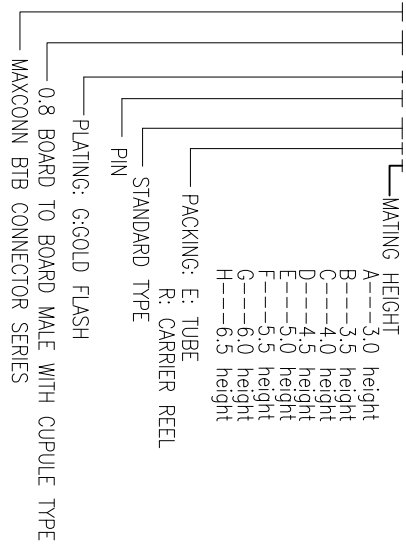 MATING HEIGHT
A---3.0 height
B---3.5 height
C---4.0 height
D---4.5 height
E---5.0 height
F---5.5 height
G---6.0 height
H---6.5 height
PACKING: E: TUBE
R: CARRIER REEL
STANDARD TYPE
PIN
PLATING: G:GOLD FLASH
0.8 BOARD TO BOARD MALE WITH CUPULE TYPE
MAXCONN BTB CONNECTOR SERIES